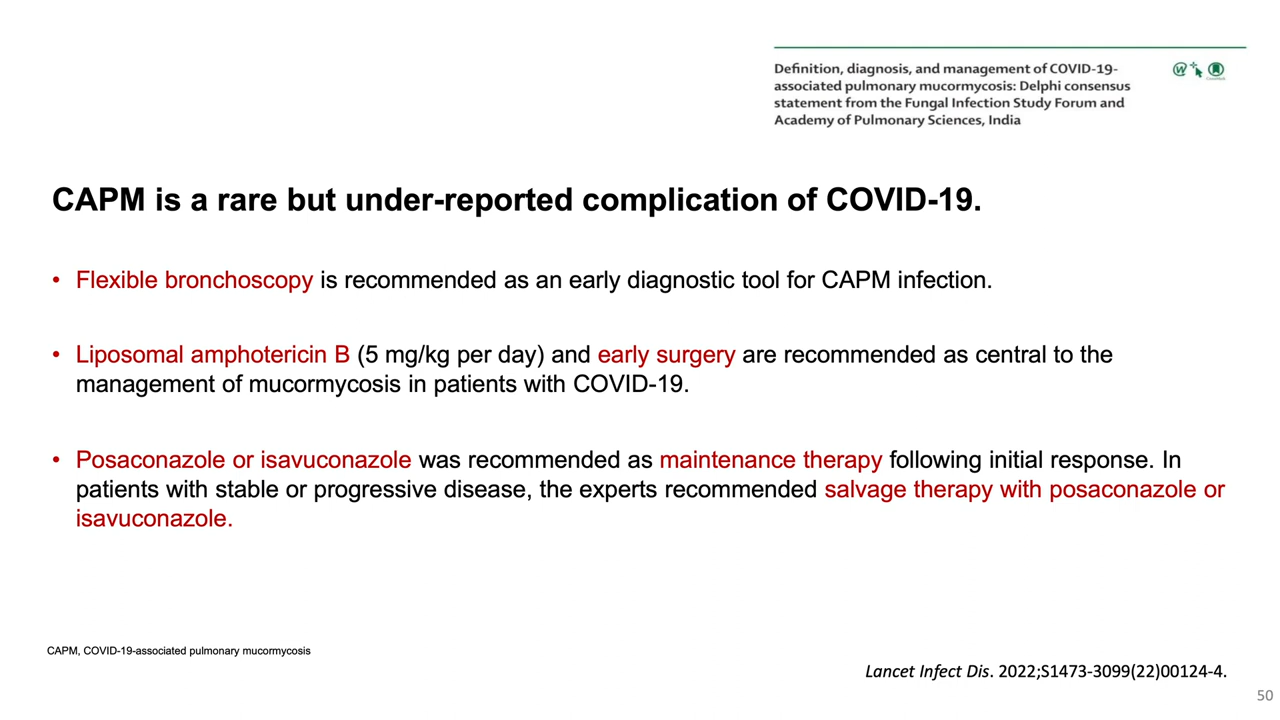 Definition, diagnosis, and management of COVID-19-
associated pulmonary mucormycosis: Delphi consensus
statement from the Fungal Infection Study Forum and
Academy of Pulmonary Sciences, India
CAPM is a rare but under-reported complication of COVID-19.
• Flexible bronchoscopy is recommended as an early diagnostic tool for CAPM infection.
• Liposomal amphotericin B (5 mg/kg per day) and early surgery are recommended as central to the
management of mucormycosis in patients with COVID-19.
• Posaconazole or isavuconazole was recommended as maintenance therapy following initial response. In
patients with stable or progressive disease, the experts recommended salvage therapy with posaconazole or
isavuconazole.
CAPM, COVID-19-associated pulmonary mucormycosis
Lancet Infect Dis. 2022;S1473-3099(22)00124-4.
50